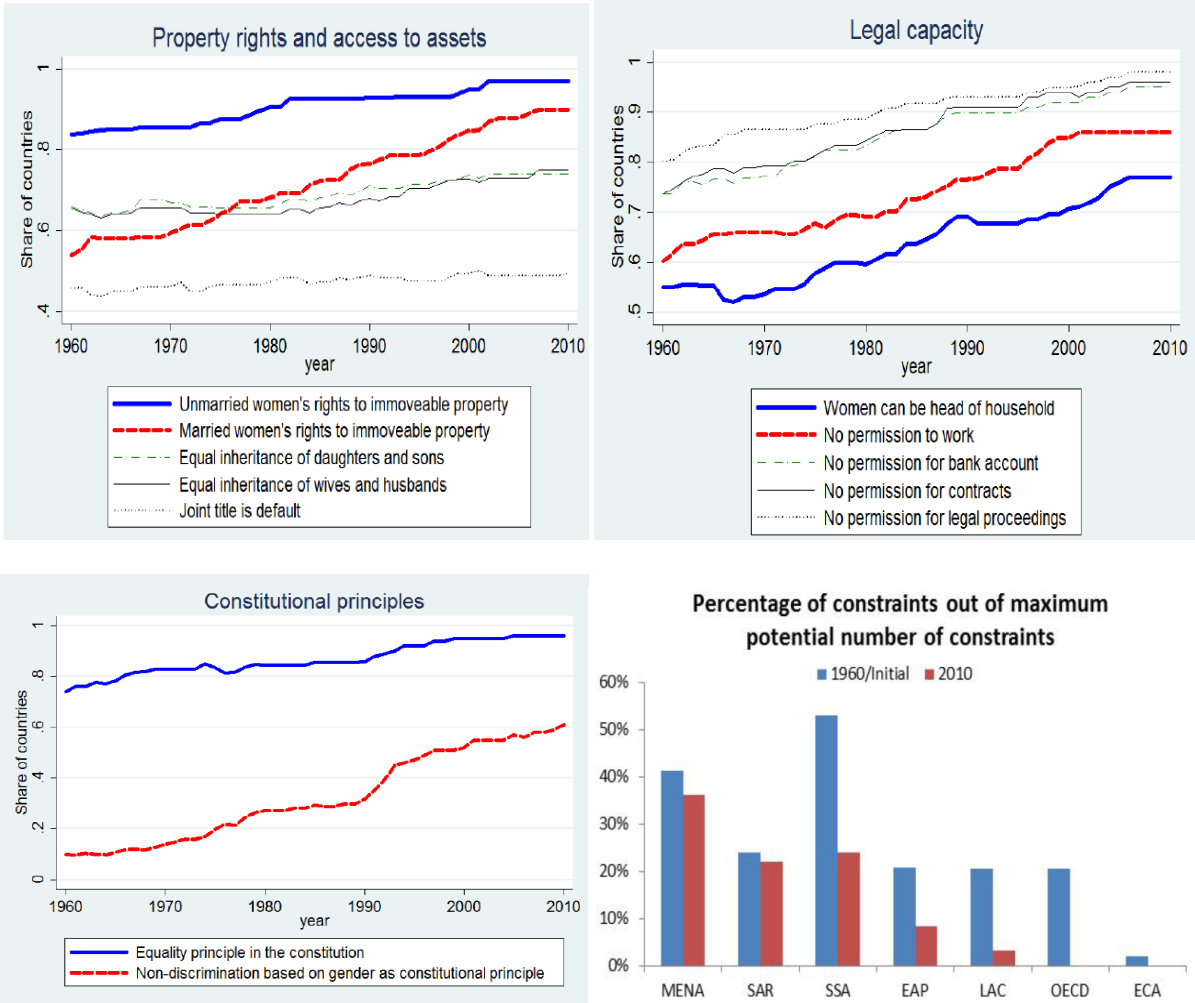 Property rights and access to assets
Share of countries
1
.8
.6
.4
1960 1970 1980 1990 2000 2010
year
Unmarried women's rights to immoveable property
Married women's rights to immoveable property
Equal inheritance of daughters and sons
Equal inheritance of wives and husbands
Joint title is default
Legal capacity
Share of countries
1
.9
.8
.7
.6
.5
1960 1970 1980 1990 2000 2010
year
Women can be head of household
No permission to work
No permission for bank account
No permission for contracts
No permission for legal proceedings
Constitutional principles
Share of countries
1
.8
.6
.4
.2
0
1960 1970 1980 1990 2000 2010
year
Equality principle in the constitution
Non-discrimination based on gender as constitutional principle
Percentage of constraints out of maximum
potential number of constraints
1960/Initial 2010
60%
50%
40%
30%
20%
10%
0%
MENA SAR SSA EAP LAC OECD ECA